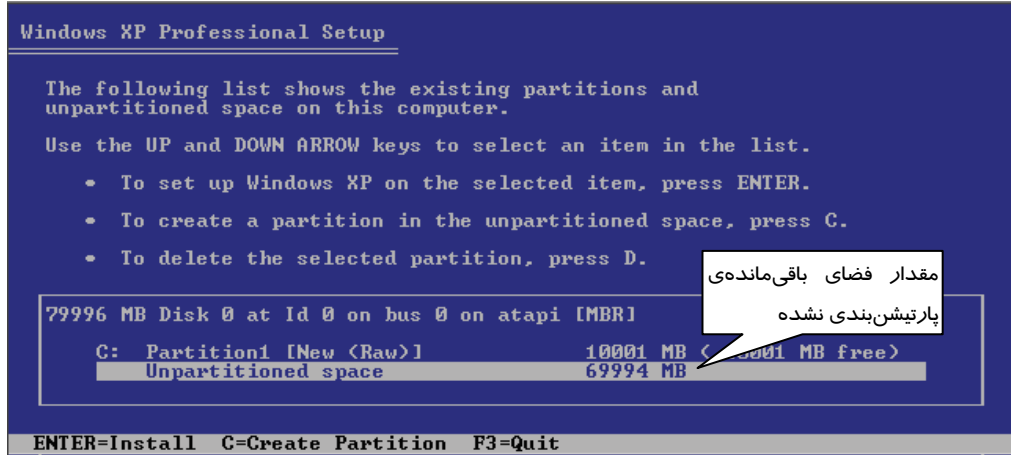 Windows XP Professional Setup
The following list shows the existing partitions and
unpartitioned space on this computer.
Use the UP and DOWN ARROW keys to select an item in the list.
• To set up Windows XP on the selected item, press ENTER.
• To create a partition in the unpartitioned space, press C.
• To delete the selected partition, press D.
مقدار فضای باقی‌مانده‌ی
پارتیشن‌بندی نشده
79996 MB Disk 0 at Id 0 on bus 0 on atapi [MBR]
C: Partition1 [New (Raw)] 10001 MB ( MB free)
Unpartitioned space 69994 MB
ENTER=Install C=Create Partition F3=Quit